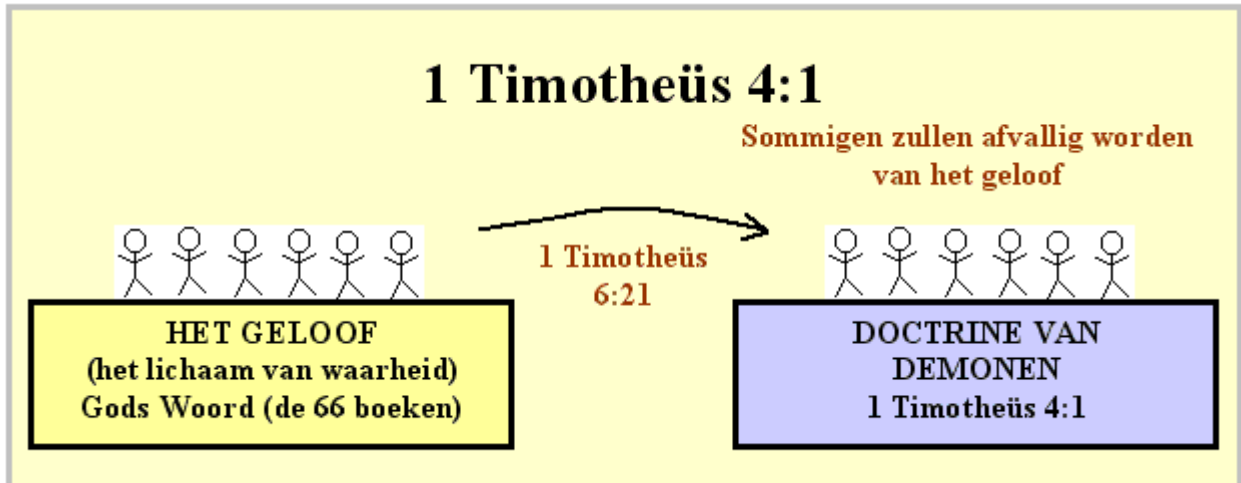 1 Timotheüs 4:1
Sommigen zullen afvallig worden
van het geloof
1 Timotheüs
6:21
HET GELOOF
(het lichaam van waarheid)
Gods Woord (de 66 boeken)
DOCTRINE VAN
DEMONEN
1 Timotheüs 4:1